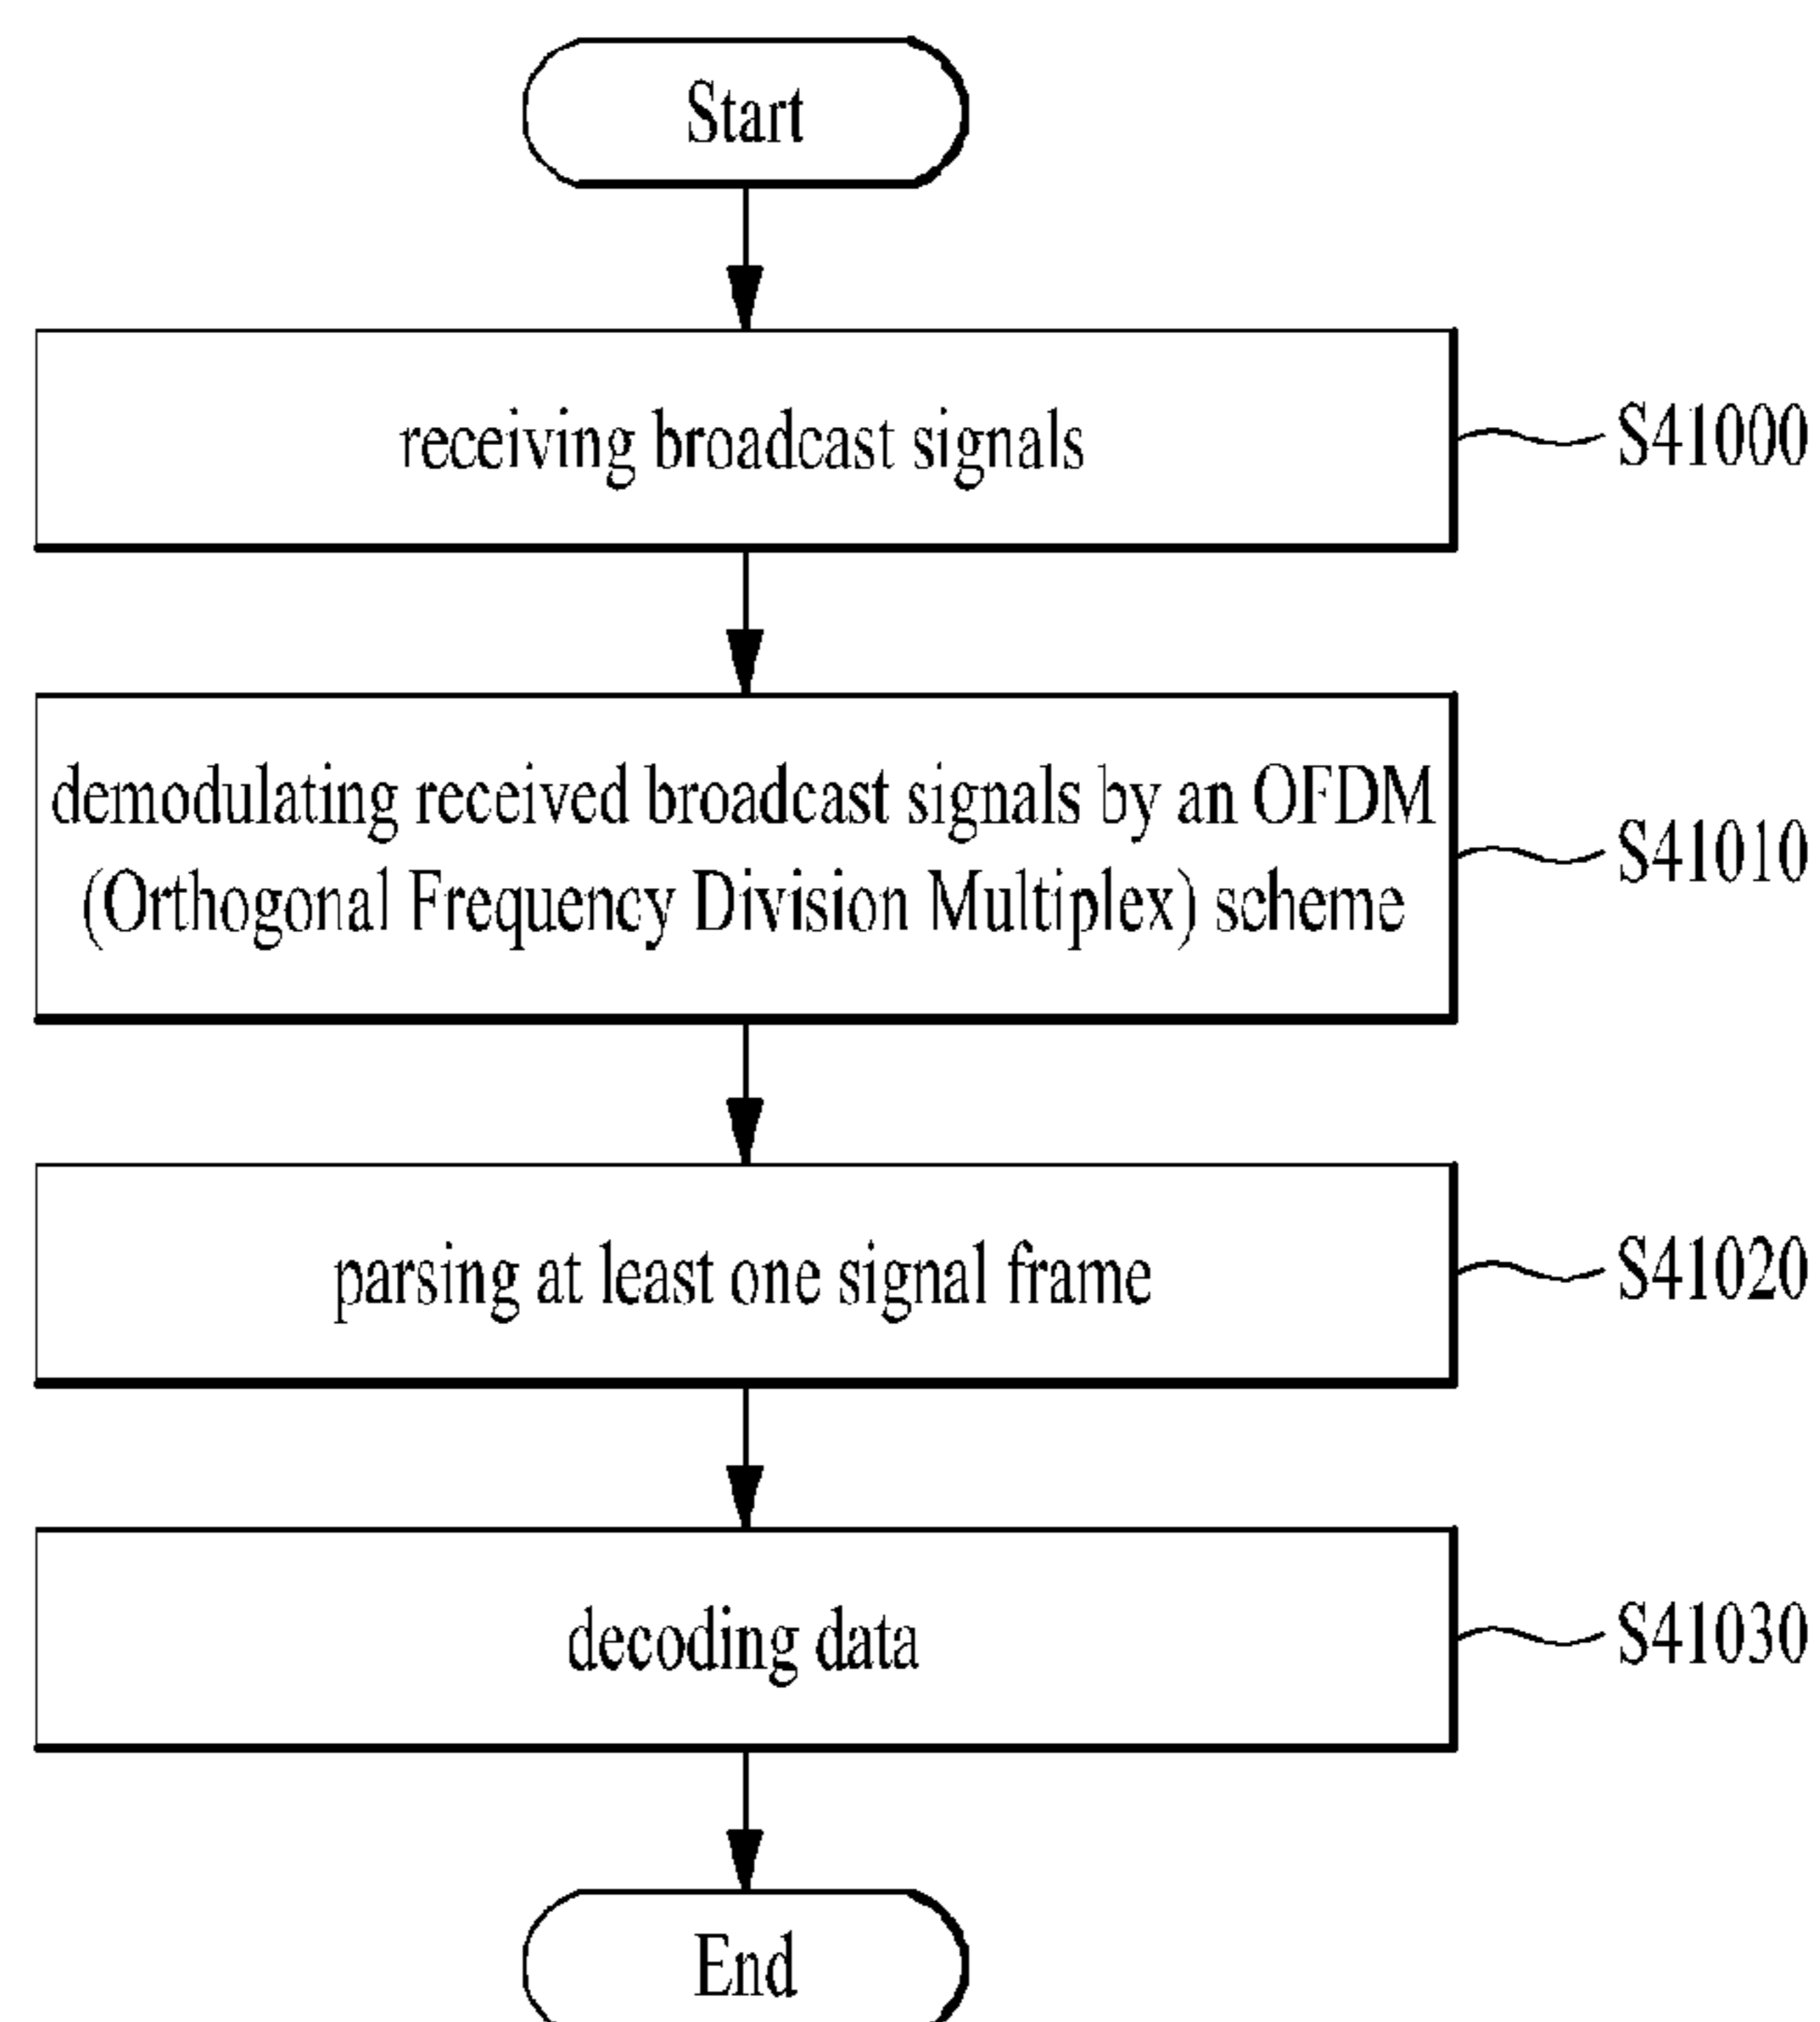 Start
receiving broadcast signals
S41000
demodulating received broadcast signals by an OFDM
(Orthogonal Frequency Division Multiplex) scheme
S41010
parsing at least one signal frame
S41020
decoding data
S41030
End